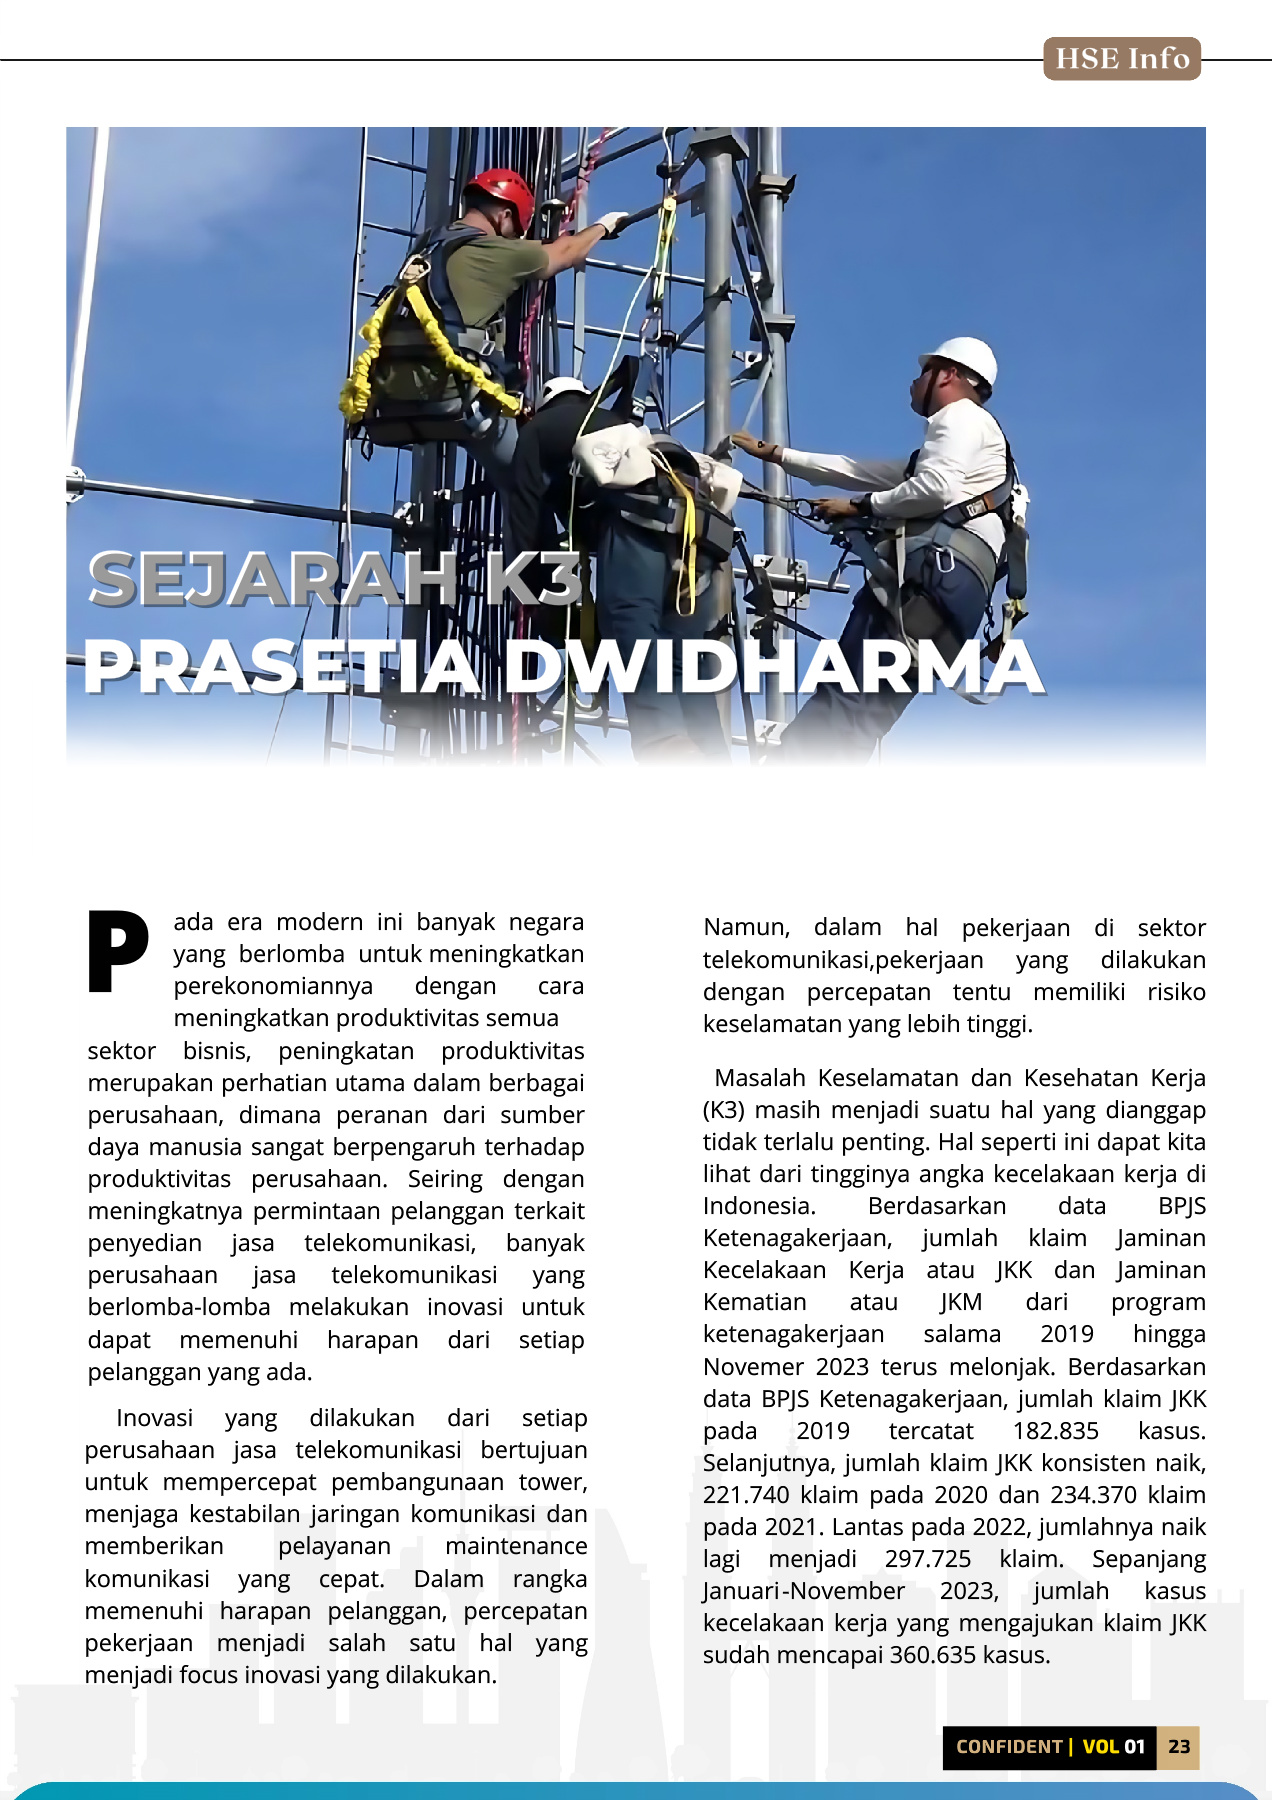 HSE Info
SEJARAH K3
PRASETIA DWIDHARMA
Pada era modern ini banyak negara
yang berlomba untuk meningkatkan
perekonomiannya dengan cara
meningkatkan produktivitas semua
sektor bisnis, peningkatan produktivitas
merupakan perhatian utama dalam berbagai
perusahaan, dimana peranan dari sumber
daya manusia sangat berpengaruh terhadap
produktivitas perusahaan. Seiring dengan
meningkatnya permintaan pelanggan terkait
penyedian jasa telekomunikasi, banyak
perusahaan jasa telekomunikasi yang
berlomba-lomba melakukan inovasi untuk
dapat memenuhi harapan dari setiap
pelanggan yang ada.
Inovasi yang dilakukan dari setiap
perusahaan jasa telekomunikasi bertujuan
untuk mempercepat pembangunaan tower,
menjaga kestabilan jaringan komunikasi dan
memberikan pelayanan maintenance
komunikasi yang cepat. Dalam rangka
memenuhi harapan pelanggan, percepatan
pekerjaan menjadi salah satu hal yang
menjadi focus inovasi yang dilakukan.
Namun, dalam hal pekerjaan di sektor
telekomunikasi,pekerjaan yang dilakukan
dengan percepatan tentu memiliki risiko
keselamatan yang lebih tinggi.
Masalah Keselamatan dan Kesehatan Kerja
(K3) masih menjadi suatu hal yang dianggap
tidak terlalu penting. Hal seperti ini dapat kita
lihat dari tingginya angka kecelakaan kerja di
Indonesia. Berdasarkan data BPJS
Ketenagakerjaan, jumlah klaim Jaminan
Kecelakaan Kerja atau JKK dan Jaminan
Kematian atau JKM dari program
ketenagakerjaan salama 2019 hingga
Novemer 2023 terus melonjak. Berdasarkan
data BPJS Ketenagakerjaan, jumlah klaim JKK
pada 2019 tercatat 182.835 kasus.
Selanjutnya, jumlah klaim JKK konsisten naik,
221.740 klaim pada 2020 dan 234.370 klaim
pada 2021. Lantas pada 2022, jumlahnya naik
lagi menjadi 297.725 klaim. Sepanjang
Januari-November 2023, jumlah kasus
kecelakaan kerja yang mengajukan klaim JKK
sudah mencapai 360.635 kasus.
CONFIDENT | VOL 01 23